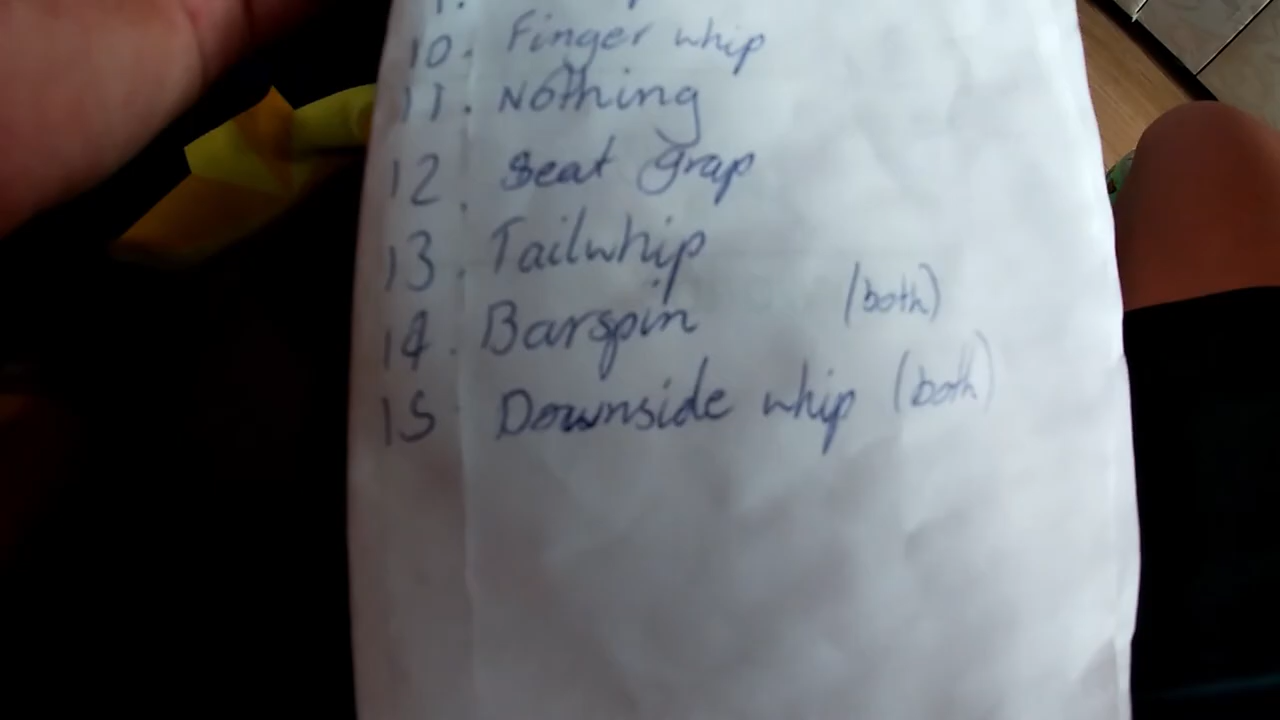 10. Finger whip
11. Nothing
12. Seat grap
13. Tailwhip
14. Barspin (both)
15 Downside whip (both)